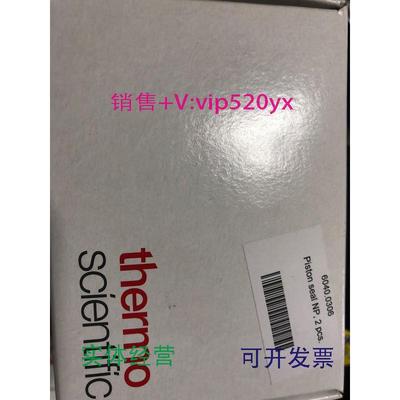 销售+V:vip520yx
thermo
scientific
6040.0306
Piston seal NP , 2 pcs.
实体经营
可开发票